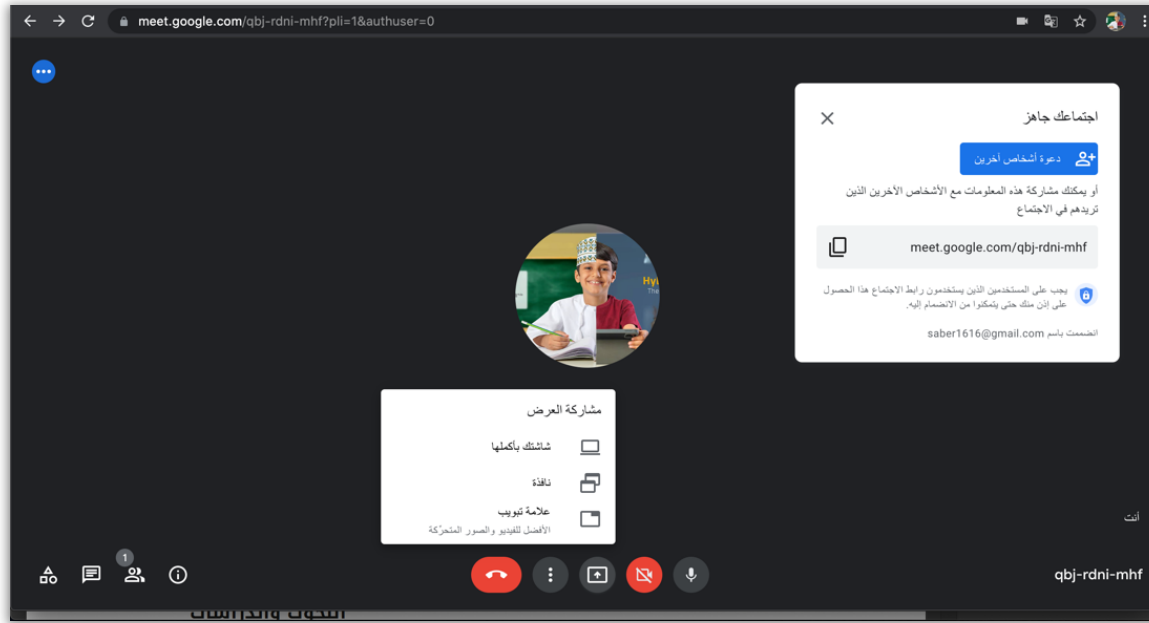 meet.google.com/qbj-rdni-mhf?pli=1&authuser=0
اجتماعك جاهز
دعوة أشخاص آخرين
أو يمكنك مشاركة هذه المعلومات مع الأشخاص الآخرين الذين
تريدهم في الاجتماع
meet.google.com/qbj-rdni-mhf
يجب على المستخدمين الذين يستخدمون رابط الاجتماع هذا الحصول
على إذن منك حتى يتمكنوا من الانضمام إليه.
انضممت باسم saber1616@gmail.com
مشاركة العرض
شاشتك بأكملها
نافذة
علامة تبويب
الأفضل للفيديو والصور المتحرّكة
أنت
1
qbj-rdni-mhf